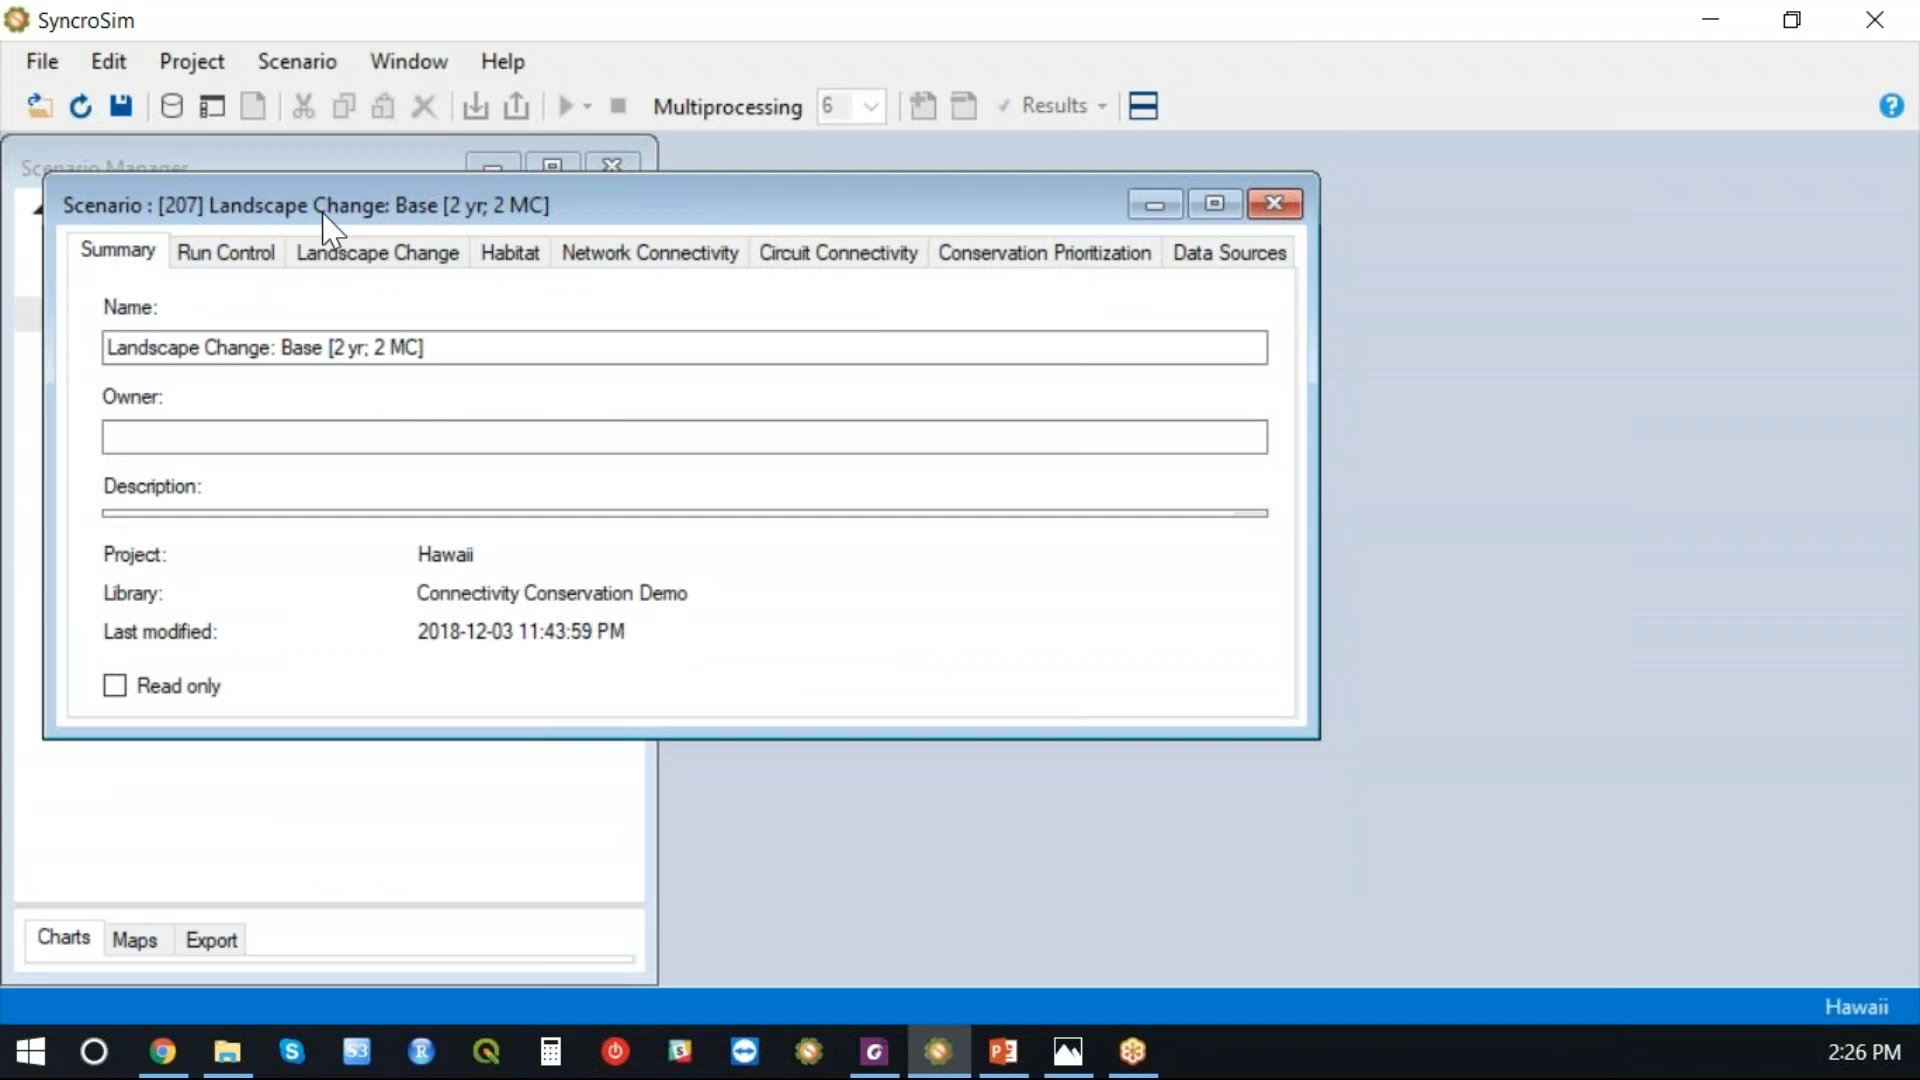 SyncroSim
File Edit Project Scenario Window Help
Multiprocessing 6 Results
Scenario Manager
Scenario : [207] Landscape Change: Base [2 yr; 2 MC]
Summary Run Control Landscape Change Habitat Network Connectivity Circuit Connectivity Conservation Prioritization Data Sources
Name:
Landscape Change: Base [2 yr; 2 MC]
Owner:
Description:
Project: Hawaii
Library: Connectivity Conservation Demo
Last modified: 2018-12-03 11:43:59 PM
Read only
Charts Maps Export
Hawaii
2:26 PM